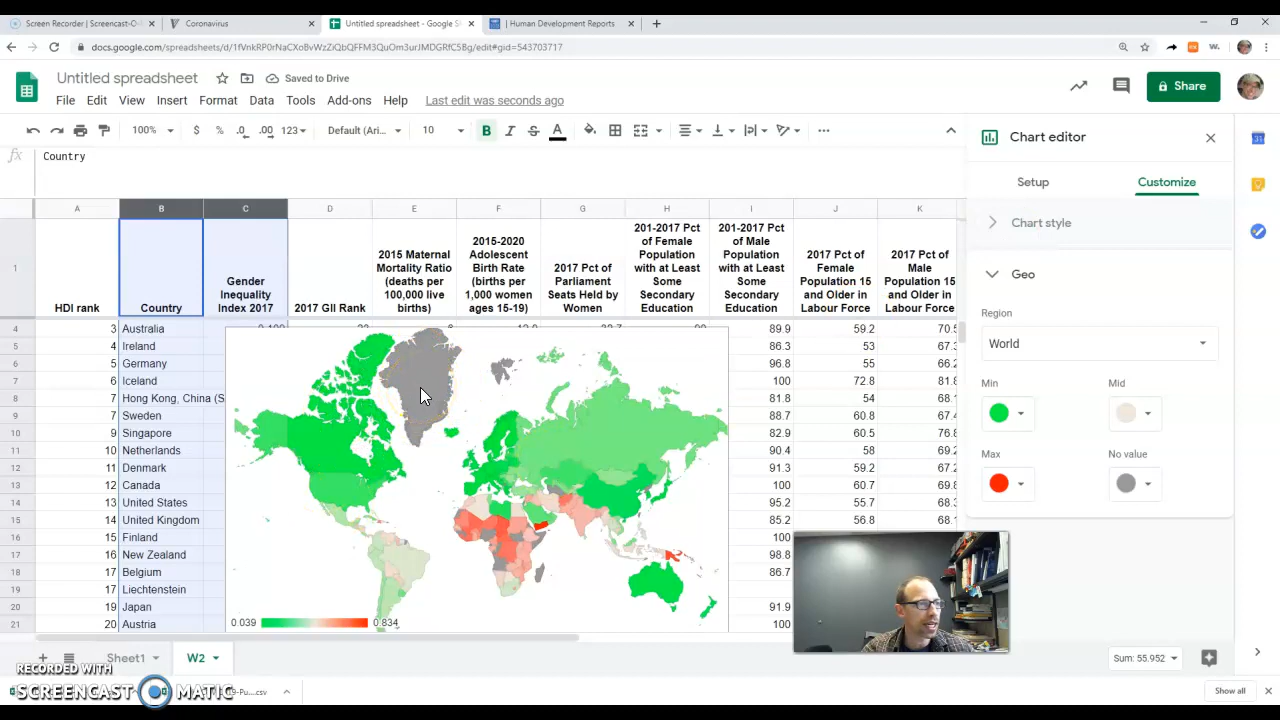 Screen Recorder | Screencast-O-
Coronavirus
Untitled spreadsheet - Google S
| Human Development Reports
docs.google.com/spreadsheets/d/1fVnkRP0rNaCXoBvWzZiQbQFFM3QuOm3urJMDGRfC5Bg/edit#gid=543703717
Untitled spreadsheet
Saved to Drive
Share
File Edit View Insert Format Data Tools Add-ons Help Last edit was seconds ago
100% $ % .0 .00 123 Default (Ari... 10 B I S A
Chart editor
fx Country
Setup Customize
A B C D E F G H I J K
Chart style
1 HDI rank Country Gender Inequality Index 2017 2017 GII Rank 2015 Maternal Mortality Ratio (deaths per 100,000 live births) 2015-2020 Adolescent Birth Rate (births per 1,000 women ages 15-19) 2017 Pct of Parliament Seats Held by Women 201-2017 Pct of Female Population with at Least Some Secondary Education 201-2017 Pct of Male Population with at Least Some Secondary Education 2017 Pct of Female Population 15 and Older in Labour Force 2017 Pct of Male Population 15 and Older in Labour Force
Geo
Region
World
Min Mid
Max No value
4 3 Australia 89.9 59.2 70.5
5 4 Ireland 86.3 53 67.
6 5 Germany 96.8 55 66.2
7 6 Iceland 100 72.8 81.8
8 7 Hong Kong, China (S 81.8 54 68.
9 7 Sweden 88.7 60.8 67.4
10 9 Singapore 82.9 60.5 76.8
11 10 Netherlands 90.4 58 69.2
12 11 Denmark 91.3 59.2 67.2
13 12 Canada 100 60.7 69.8
14 13 United States 95.2 55.7 68.
15 14 United Kingdom 85.2 56.8 68.
16 15 Finland 100
17 16 New Zealand 98.8
18 17 Belgium 86.7
19 17 Liechtenstein
20 19 Japan 91.9
21 20 Austria 100
0.039 0.834
Sheet1 W2
Sum: 55.952
RECORDED WITH
SCREENCAST MATIC
9-Pu....csv
Show all